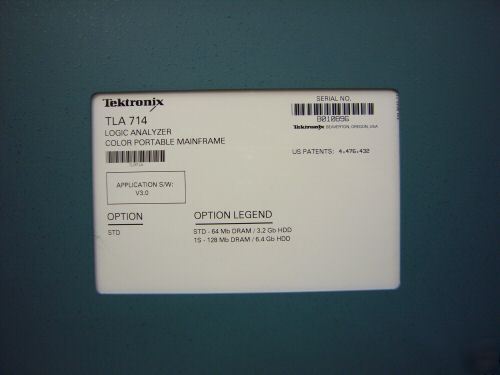 Tektronix
TLA 714
LOGIC ANALYZER
COLOR PORTABLE MAINFRAME
SERIAL NO.
B010896
Tektronix BEAVERTON, OREGON, USA
US PATENTS: 4,476,432
APPLICATION S/W:
V3.0
OPTION
STD
OPTION LEGEND
STD - 64 Mb DRAM / 3.2 Gb HDD
1S - 128 Mb DRAM / 6.4 Gb HDD